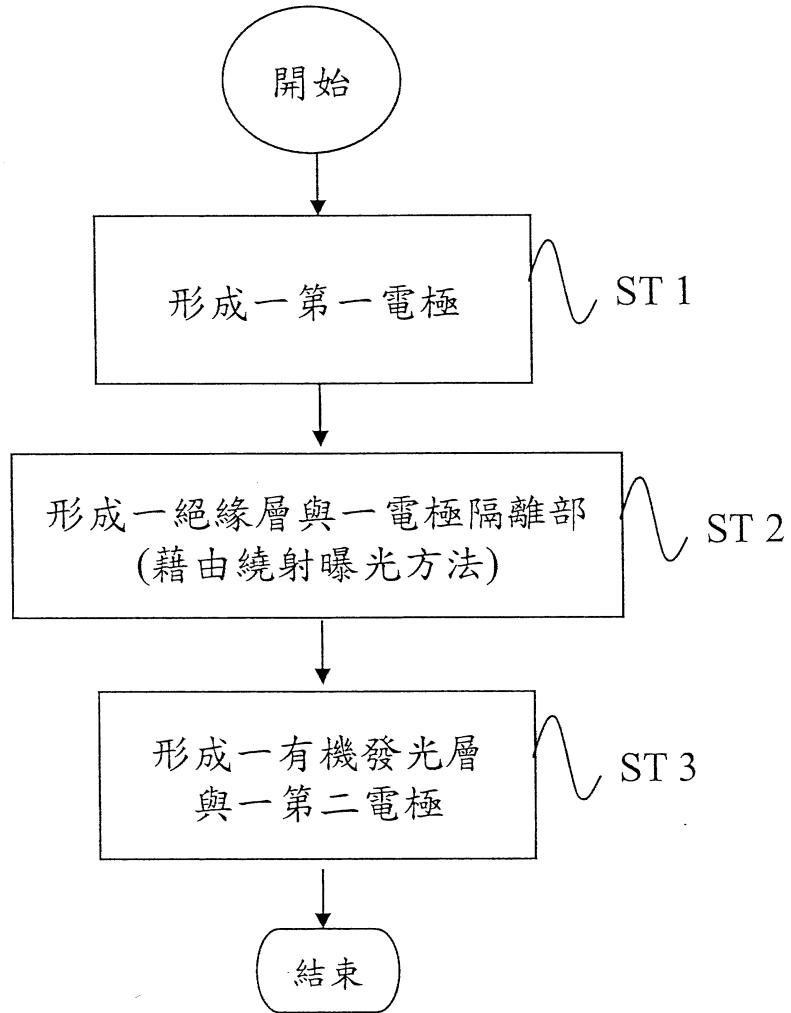 開始
形成一第一電極
ST 1
形成一絕緣層與一電極隔離部
(藉由繞射曝光方法)
ST 2
形成一有機發光層
與一第二電極
ST 3
結束